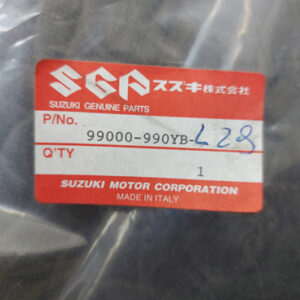 SGP スズキ株式会社
SUZUKI GENUINE PARTS
P/No.
99000-990YB-L28
Q'TY
1
SUZUKI MOTOR CORPORATION
MADE IN ITALY